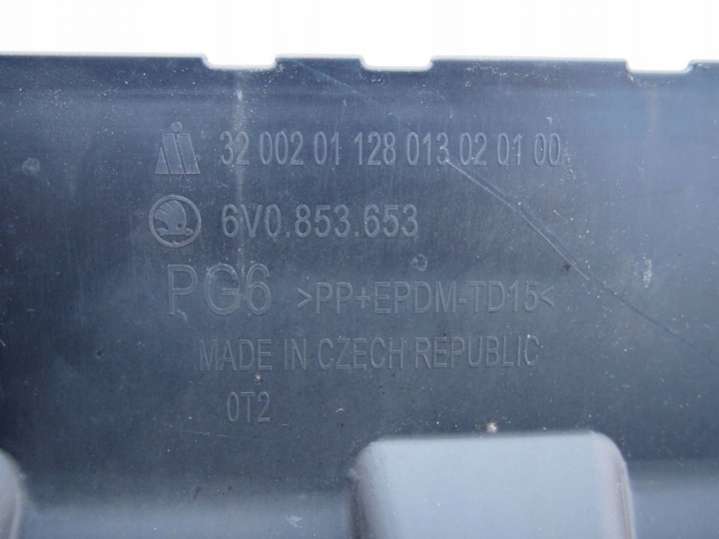 32 002 01 128 013 02 01 00
6V0.853.653
PG6 >PP+EPDM-TD15<
MADE IN CZECH REPUBLIC
0T2